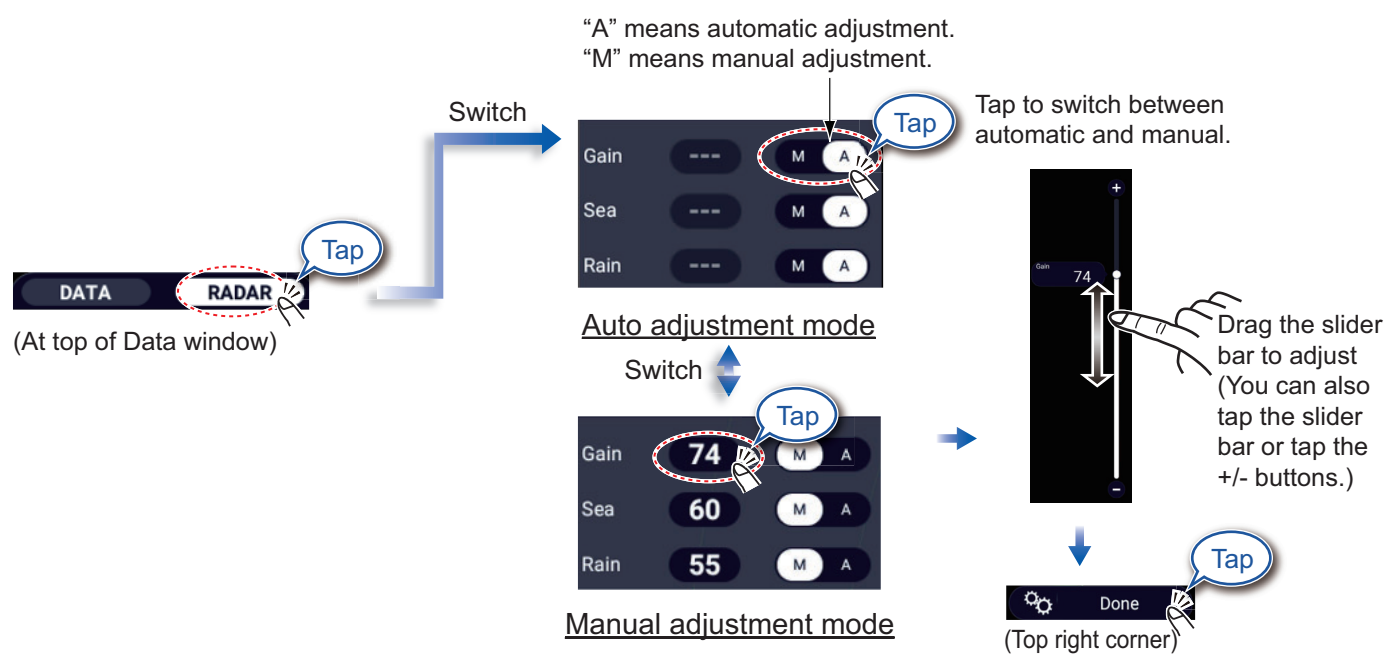 “A” means automatic adjustment.
“M” means manual adjustment.
Switch
Tap
Tap to switch between
automatic and manual.
Gain --- M A
Sea --- M A
Rain --- M A
Auto adjustment mode
Tap
DATA RADAR
(At top of Data window)
Switch
Tap
Gain 74 M A
Sea 60 M A
Rain 55 M A
Manual adjustment mode
+
Gain 74
−
Drag the slider
bar to adjust
(You can also
tap the slider
bar or tap the
+/- buttons.)
Tap
Done
(Top right corner)